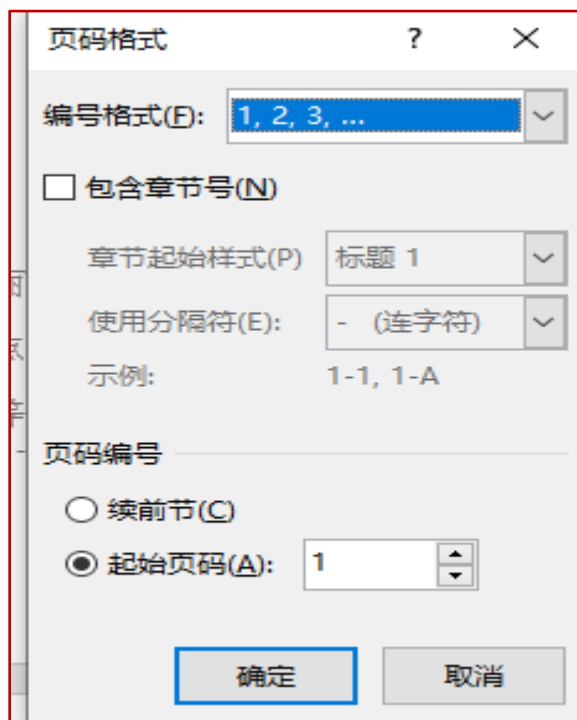 页码格式 ?
编号格式(F): 1, 2, 3, ...
包含章节号(N)
章节起始样式(P) 标题 1
使用分隔符(E): - (连字符)
示例: 1-1, 1-A
页码编号
续前节(C)
起始页码(A): 1
确定 取消